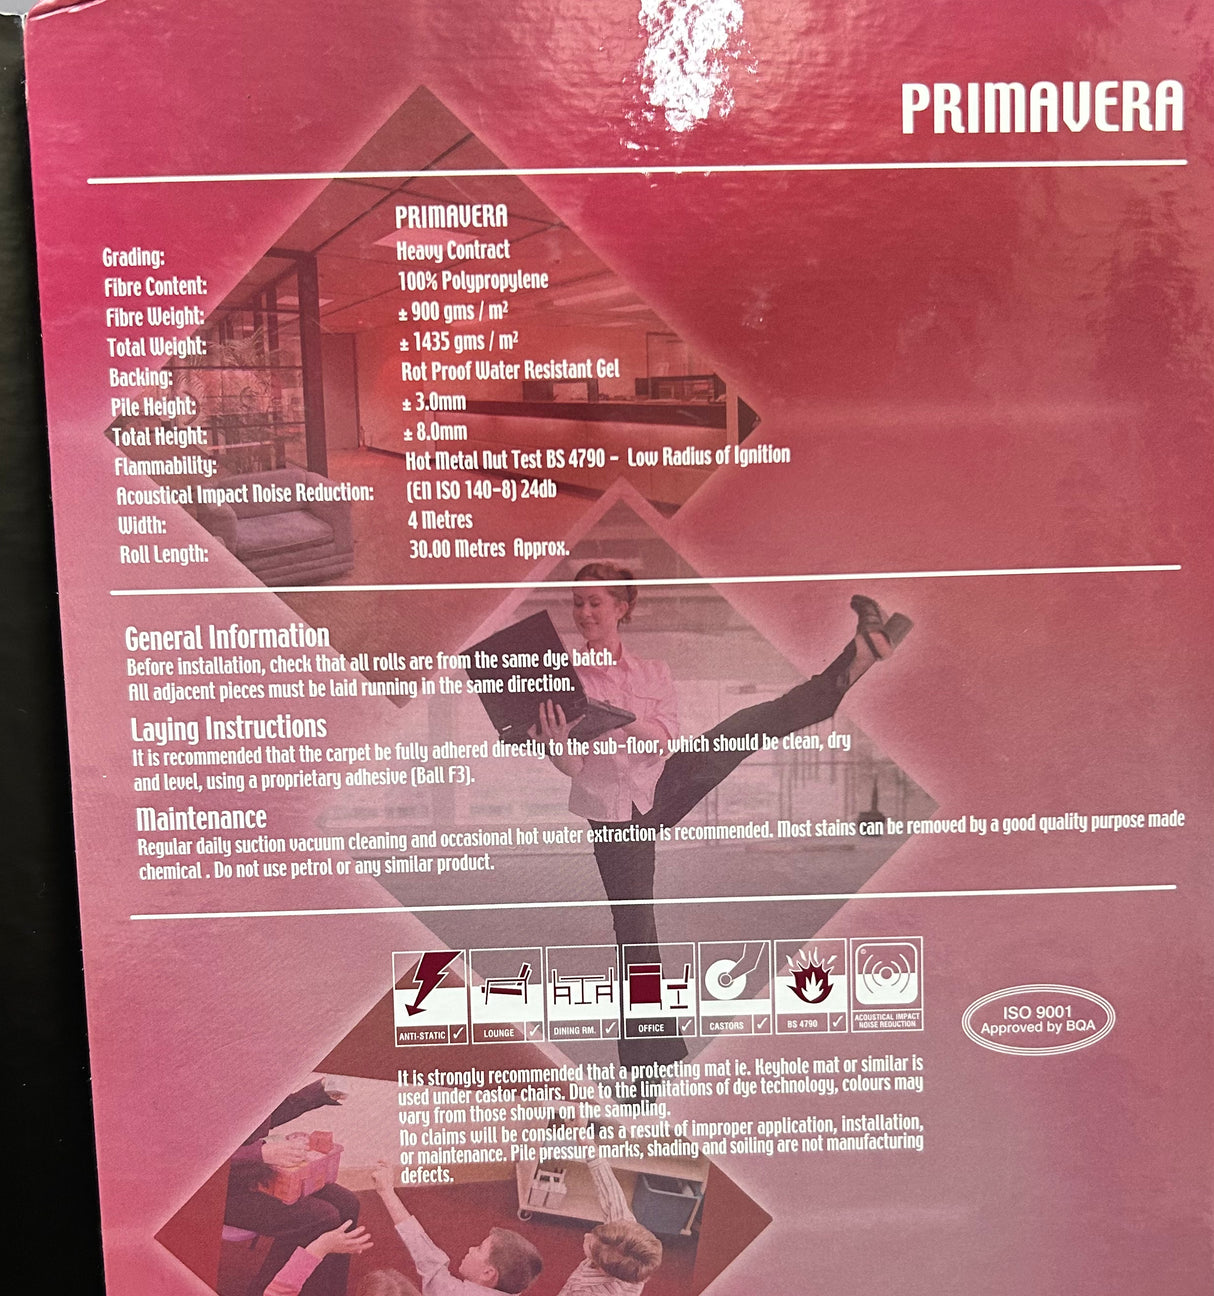 PRIMAVERA
PRIMAVERA
Grading: Heavy Contract
Fibre Content: 100% Polypropylene
Fibre Weight: ± 900 gms / m²
Total Weight: ± 1435 gms / m²
Backing: Rot Proof Water Resistant Gel
Pile Height: ± 3.0mm
Total Height: ± 8.0mm
Flammability: Hot Metal Nut Test BS 4790 - Low Radius of Ignition
Acoustical Impact Noise Reduction: (EN ISO 140-8) 24db
Width: 4 Metres
Roll Length: 30.00 Metres Approx.
General Information
Before installation, check that all rolls are from the same dye batch.
All adjacent pieces must be laid running in the same direction.
Laying Instructions
It is recommended that the carpet be fully adhered directly to the sub-floor, which should be clean, dry
and level, using a proprietary adhesive (Ball F3).
Maintenance
Regular daily suction vacuum cleaning and occasional hot water extraction is recommended. Most stains can be removed by a good quality purpose made
chemical . Do not use petrol or any similar product.
ANTI-STATIC ✓ LOUNGE ✓ DINING RM. ✓ OFFICE ✓ CASTORS ✓ BS 4790 ✓ ACOUSTICAL IMPACT
NOISE REDUCTION
ISO 9001
Approved by BQA
It is strongly recommended that a protecting mat ie. Keyhole mat or similar is
used under castor chairs. Due to the limitations of dye technology, colours may
vary from those shown on the sampling.
No claims will be considered as a result of improper application, installation,
or maintenance. Pile pressure marks, shading and soiling are not manufacturing
defects.